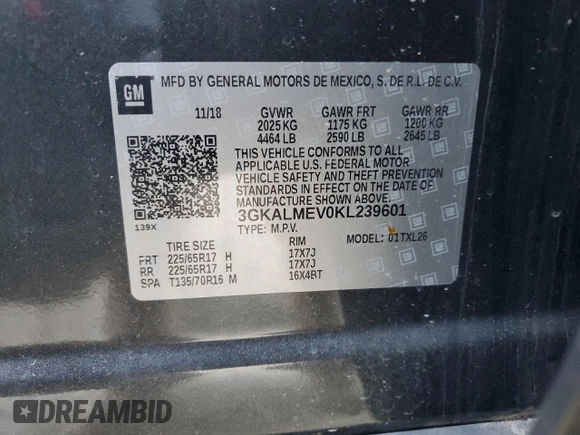 GM
MFD BY GENERAL MOTORS DE MEXICO, S. DE R.L. DE C.V.
11/18 GVWR GAWR FRT GAWR RR
2025 KG 1175 KG 1200 KG
4464 LB 2590 LB 2645 LB
THIS VEHICLE CONFORMS TO ALL
APPLICABLE U.S. FEDERAL MOTOR
VEHICLE SAFETY AND THEFT PREVENTION
STANDARDS IN EFFECT ON THE DATE OF
MANUFACTURE SHOWN ABOVE.
3GKALMEV0KL239601
TYPE: M.P.V.
139X
MODEL: 01TXL26
TIRE SIZE RIM
FRT 225/65R17 H 17X7J
RR 225/65R17 H 17X7J
SPA T135/70R16 M 16X4BT
DREAMBID